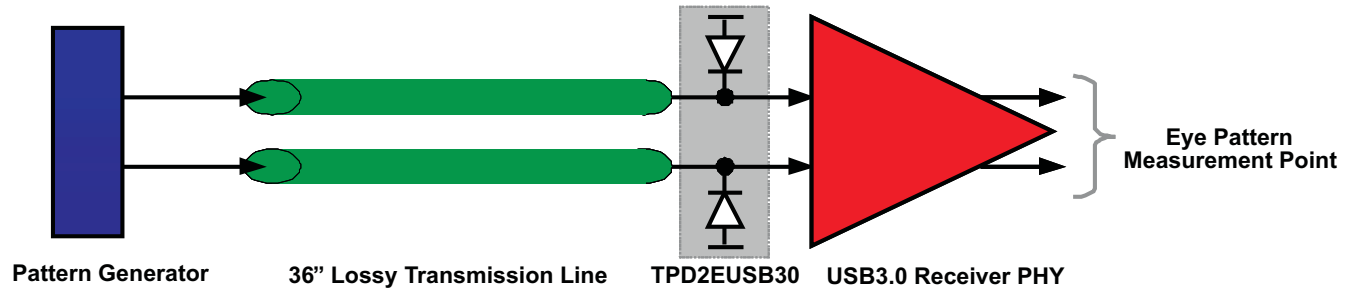 Eye Pattern
Measurement Point
Pattern Generator
36” Lossy Transmission Line
TPD2EUSB30
USB3.0 Receiver PHY